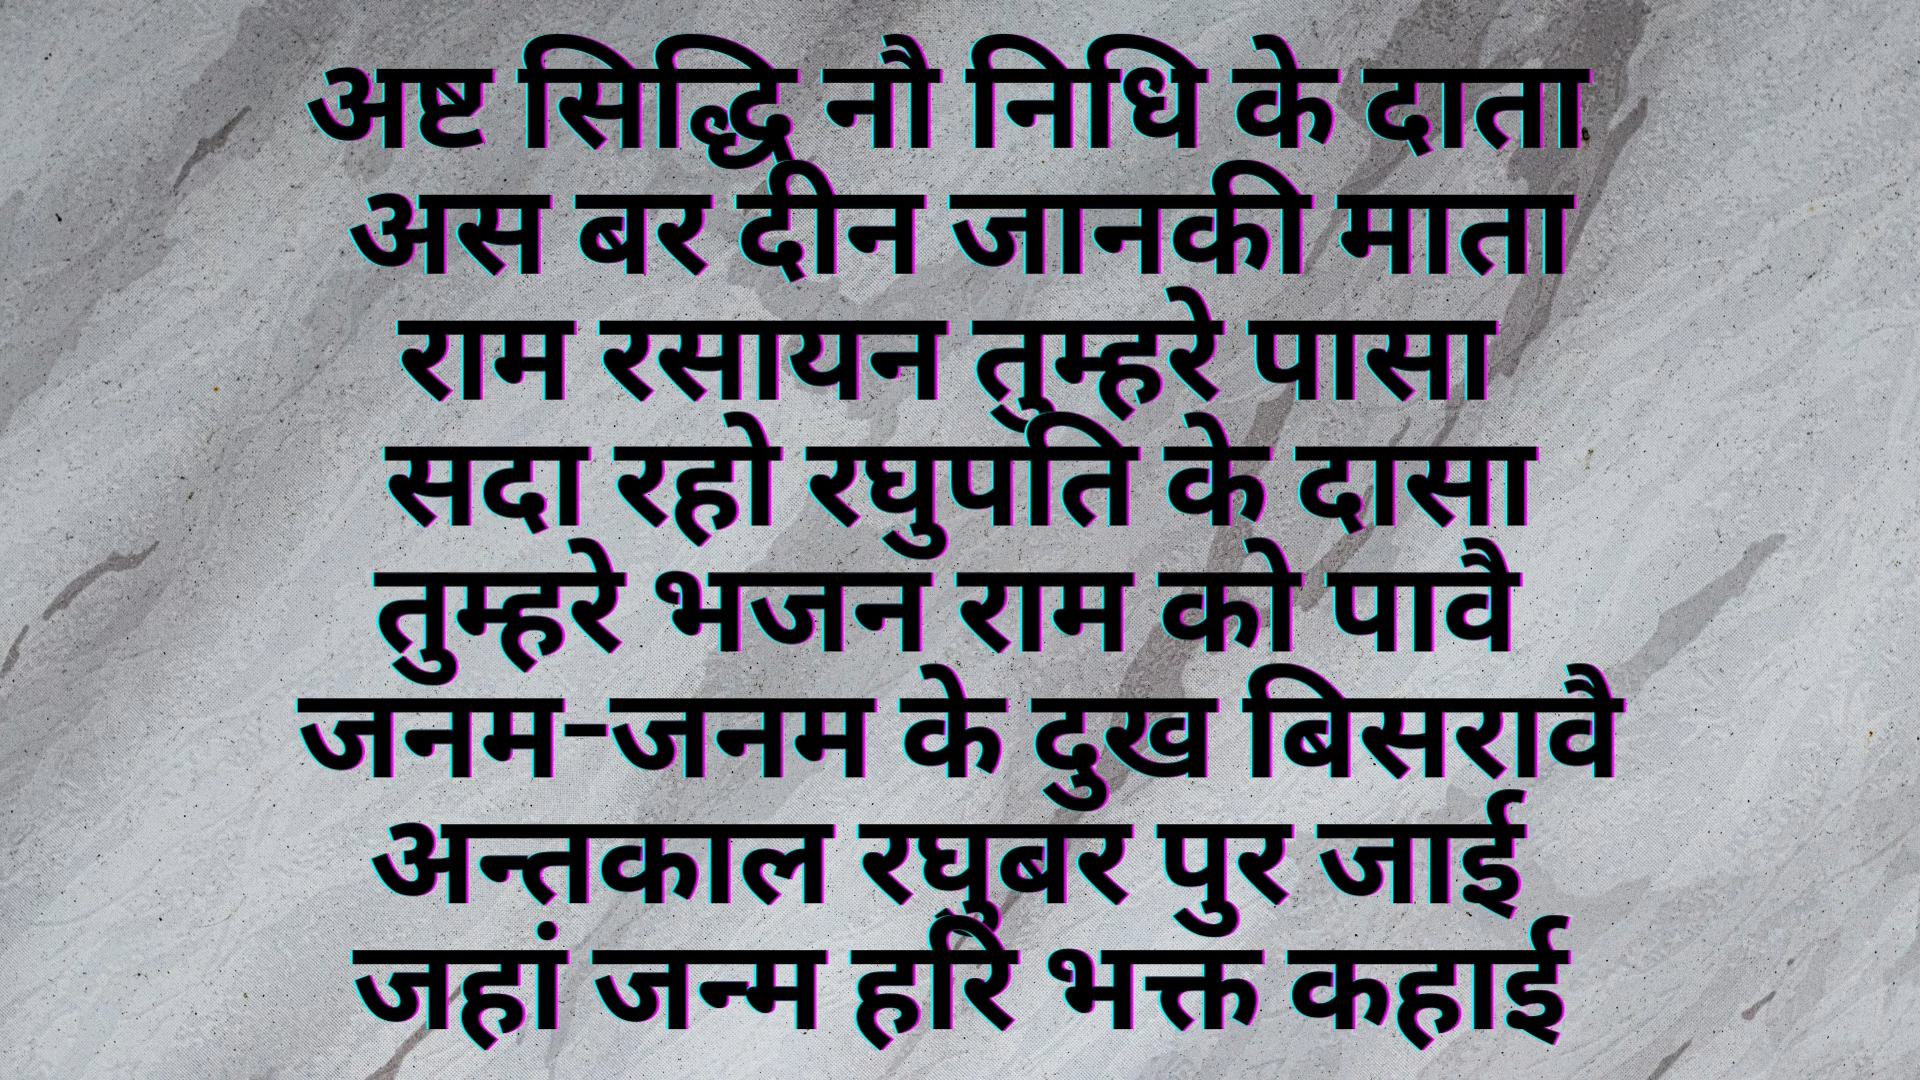 अष्ट सिद्धि नौ निधि के दाता
अस बर दीन जानकी माता
राम रसायन तुम्हरे पासा
सदा रहो रघुपति के दासा
तुम्हरे भजन राम को पावै
जनम-जनम के दुख बिसरावै
अन्तकाल रघुबर पुर जाई
जहां जन्म हरि भक्त कहाई